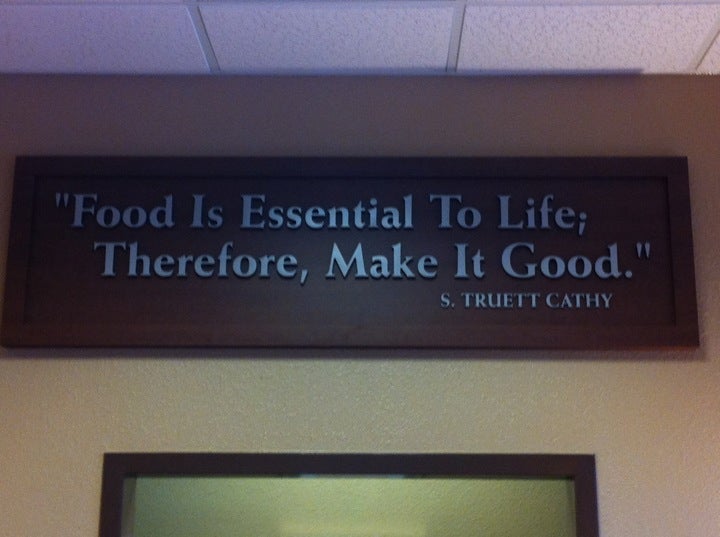 "Food Is Essential To Life;
Therefore, Make It Good."
S. TRUETT CATHY